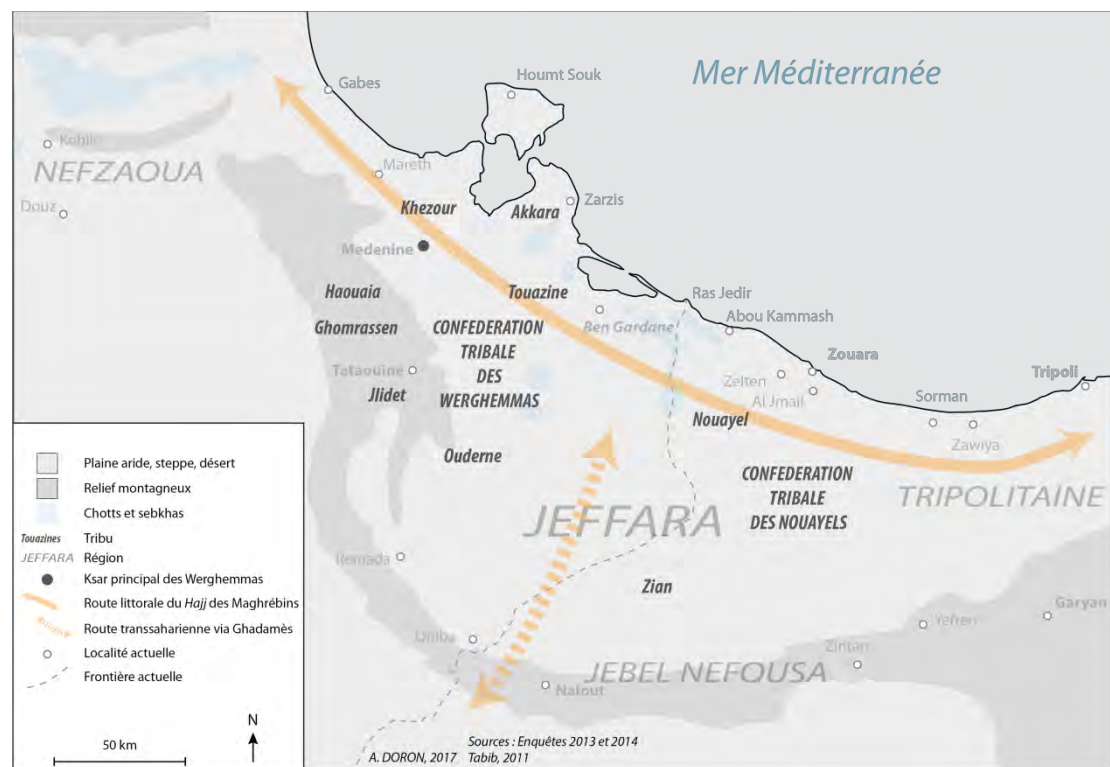 Mer Méditerranée
Houmt Souk
Gabes
Kebilie
NEFZAOUA
Mareth
Douz
Khezour
Akkara
Zarzis
Medenine
Haouaia
Touazine
Ras Jedir
Ghomrassen
CONFEDERATION
TRIBALE
DES
WERGHEMMAS
Ben Gardane
Abou Kammash
Zouara
Tataouine
Zelten
Tripoli
Jlidet
Al Jmail
Sorman
Nouayel
Zawiya
Ouderne
CONFEDERATION
TRIBALE
DES NOUAYELS
TRIPOLITAINE
JEFFARA
Remada
Zian
Garyan
Yefren
Dhiba
Zintan
JEBEL NEFOUSA
Nalout
Plaine aride, steppe, désert
Relief montagneux
Chotts et sebkhas
Touazines Tribu
JEFFARA Région
Ksar principal des Werghemmas
Route littorale du Hajj des Maghrébins
Route transsaharienne via Ghadamès
Localité actuelle
Frontière actuelle
50 km
N
A. DORON, 2017
Sources : Enquêtes 2013 et 2014
Tabib, 2011